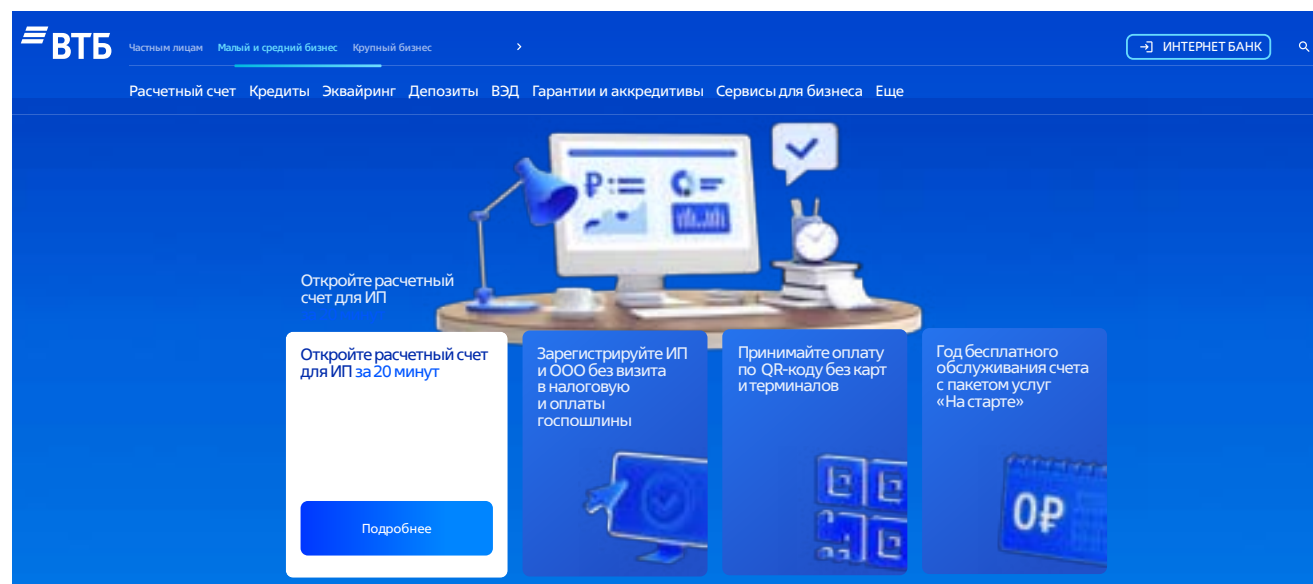 ВТБ
Частным лицам Малый и средний бизнес Крупный бизнес
ИНТЕРНЕТ БАНК
Расчетный счет Кредиты Эквайринг Депозиты ВЭД Гарантии и аккредитивы Сервисы для бизнеса Еще
₽
Откройте расчетный
счет для ИП
Откройте расчетный счет
для ИП за 20 минут
Подробнее
Зарегистрируйте ИП
и ООО без визита
в налоговую
и оплаты
госпошлины
Принимайте оплату
по QR-коду без карт
и терминалов
Год бесплатного
обслуживания счета
с пакетом услуг
«На старте»
0₽